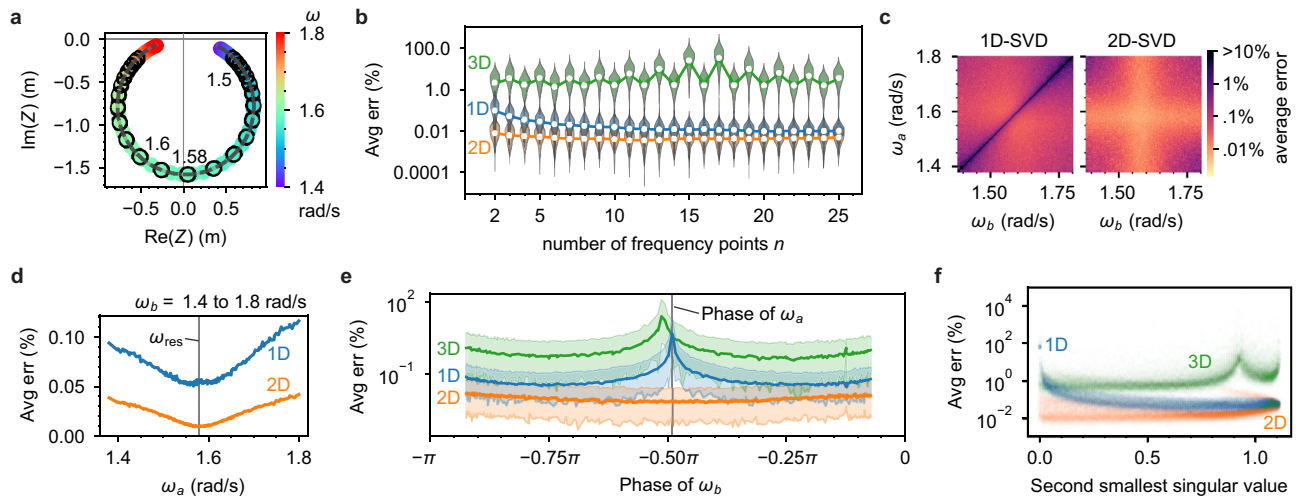 a
ω
0.0
−0.5
−1.0
−1.5
Im(Z) (m)
1.5
1.6
1.58
−0.5
0.0
0.5
Re(Z) (m)
1.8
1.6
1.4
rad/s
b
Avg err (%)
100.0
1.0
0.01
0.0001
3D
1D
2D
2
5
10
15
20
25
number of frequency points n
c
1D-SVD
2D-SVD
ωa (rad/s)
1.8
1.6
1.4
1.50
1.75
1.50
1.75
ωb (rad/s)
ωb (rad/s)
>10%
1%
.1%
.01%
average error
d
ωb = 1.4 to 1.8 rad/s
Avg err (%)
0.10
0.05
0.00
ωres
1D
2D
1.4
1.6
1.8
ωa (rad/s)
e
Avg err (%)
10²
10⁻¹
Phase of ωa
3D
1D
2D
−π
−0.75π
−0.50π
−0.25π
0
Phase of ωb
f
Avg err (%)
10⁴
10²
10⁰
10⁻²
1D
3D
2D
0.0
0.5
1.0
Second smallest singular value